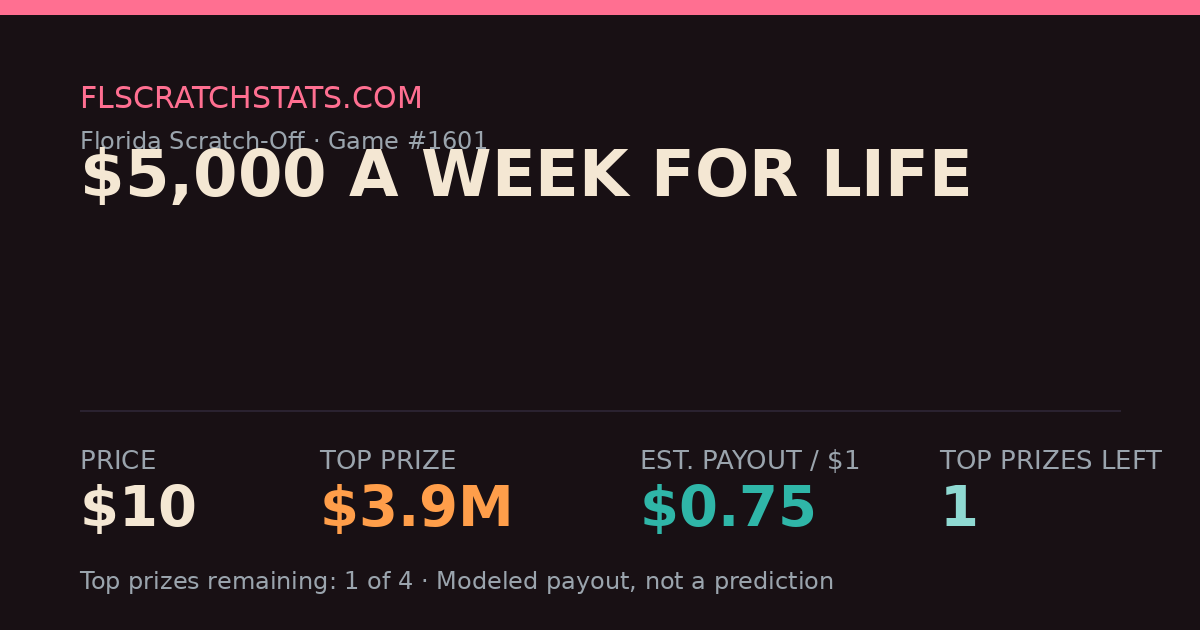 FLSCRATCHSTATS.COM
Florida Scratch-Off · Game #1601
$5,000 A WEEK FOR LIFE
PRICE TOP PRIZE EST. PAYOUT / $1 TOP PRIZES LEFT
$10 $3.9M $0.75 1
Top prizes remaining: 1 of 4 · Modeled payout, not a prediction